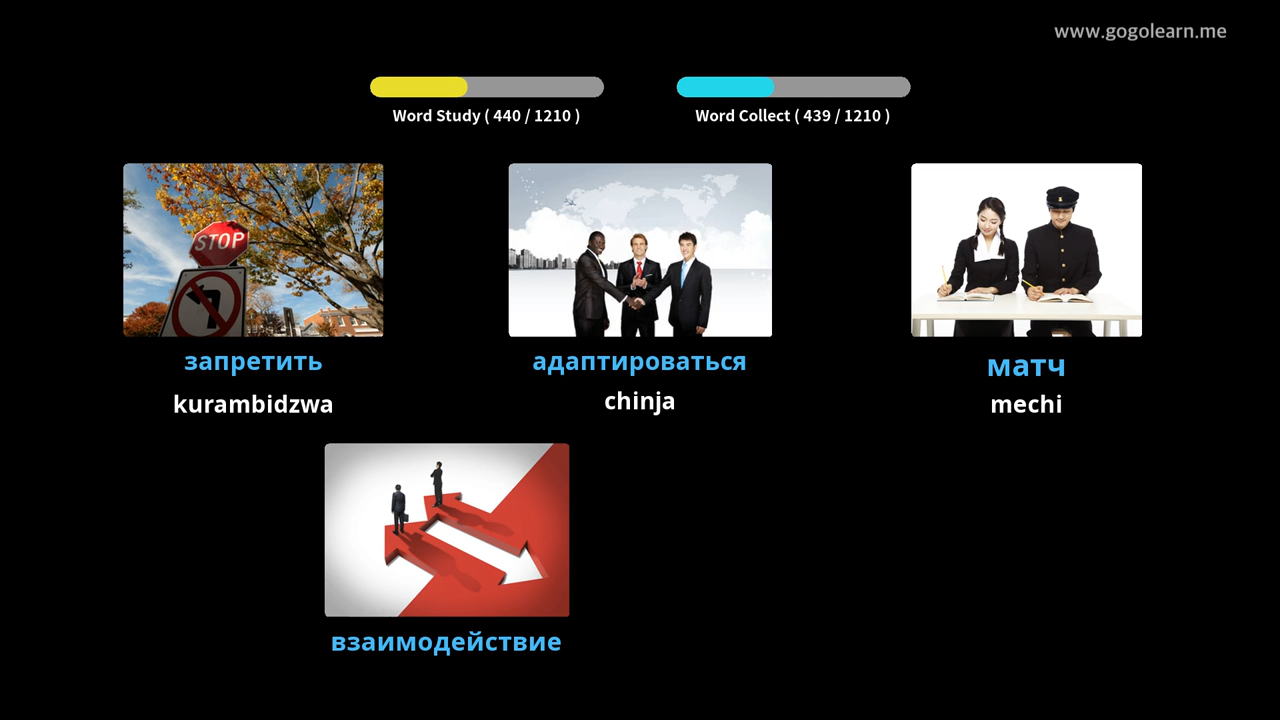 www.gogolearn.me
Word Study ( 440 / 1210 )
Word Collect ( 439 / 1210 )
STOP
запретить
адаптироваться
матч
kurambidzwa
chinja
mechi
взаимодействие